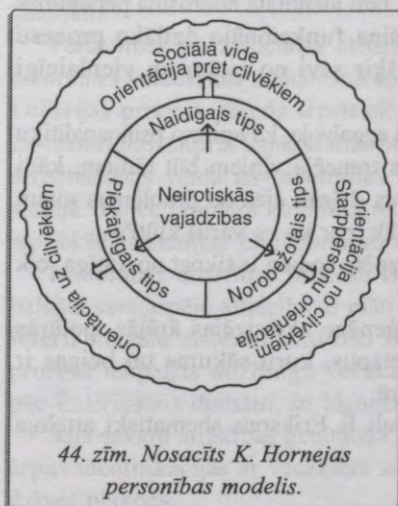 Sociālā vide
Orientācija pret cilvēkiem
Naidīgais tips
Neirotiskās
vajadzības
Piekāpīgais tips
Norobežotais tips
Orientācija uz cilvēkiem
Orientācija no cilvēkiem
Starppersonu orientācija
44. zīm. Nosacīts K. Hornejas
personības modelis.